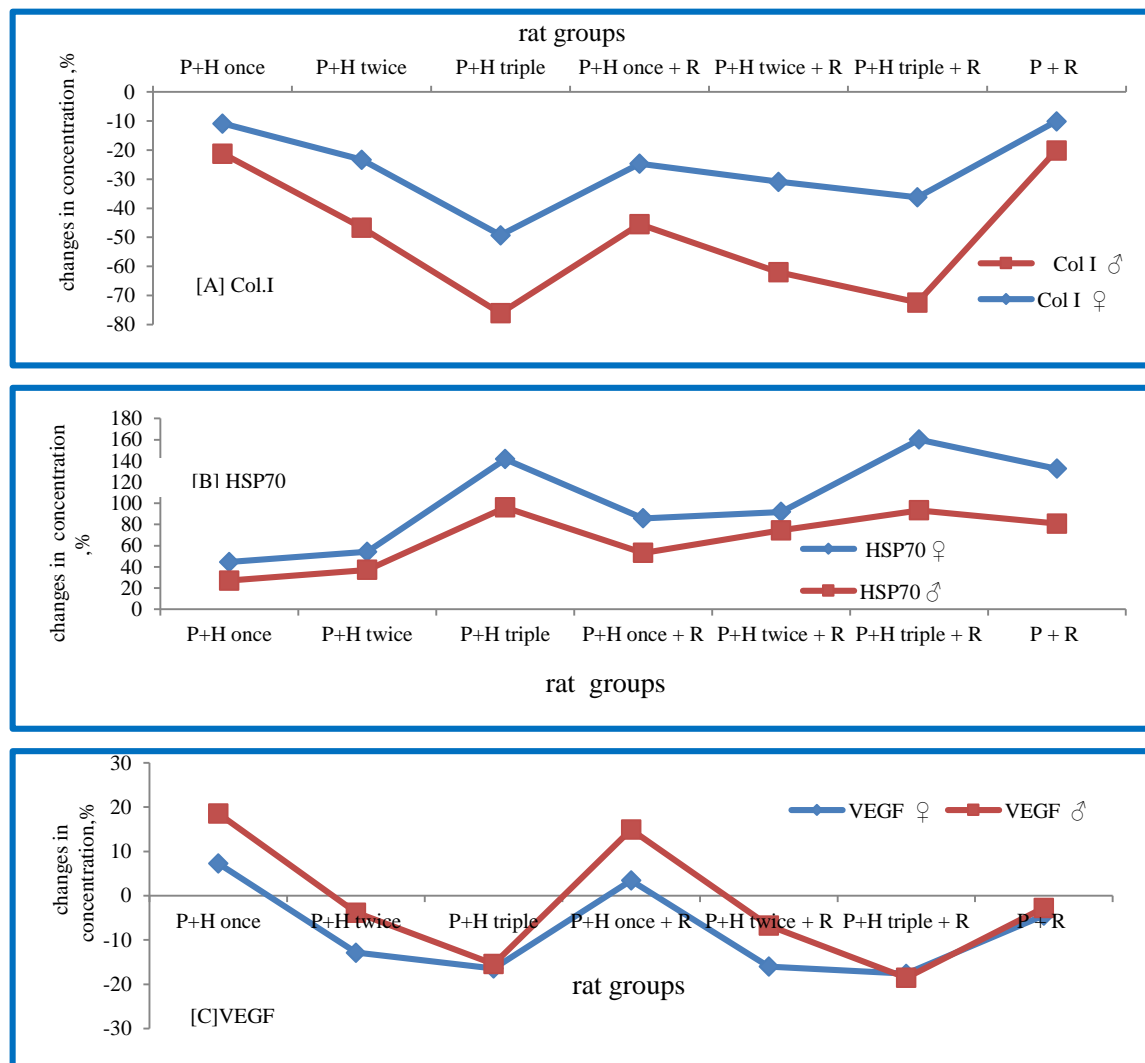 rat groups
P+H once P+H twice P+H triple P+H once + R P+H twice + R P+H triple + R P + R
0
-10
-20
-30
-40
-50
-60
-70
-80
changes in concentration ,%
[A] Col.I
Col I ♂
Col I ♀
180
160
140
120
100
80
60
40
20
0
changes in concentration
,%
[B] HSP70
HSP70 ♀
HSP70 ♂
P+H once P+H twice P+H triple P+H once + R P+H twice + R P+H triple + R P + R
rat groups
30
20
10
0
-10
-20
-30
changes in
concentration,%
VEGF ♀ VEGF ♂
P+H once P+H twice P+H triple P+H once + R P+H twice + R P+H triple + R P + R
rat groups
[C]VEGF